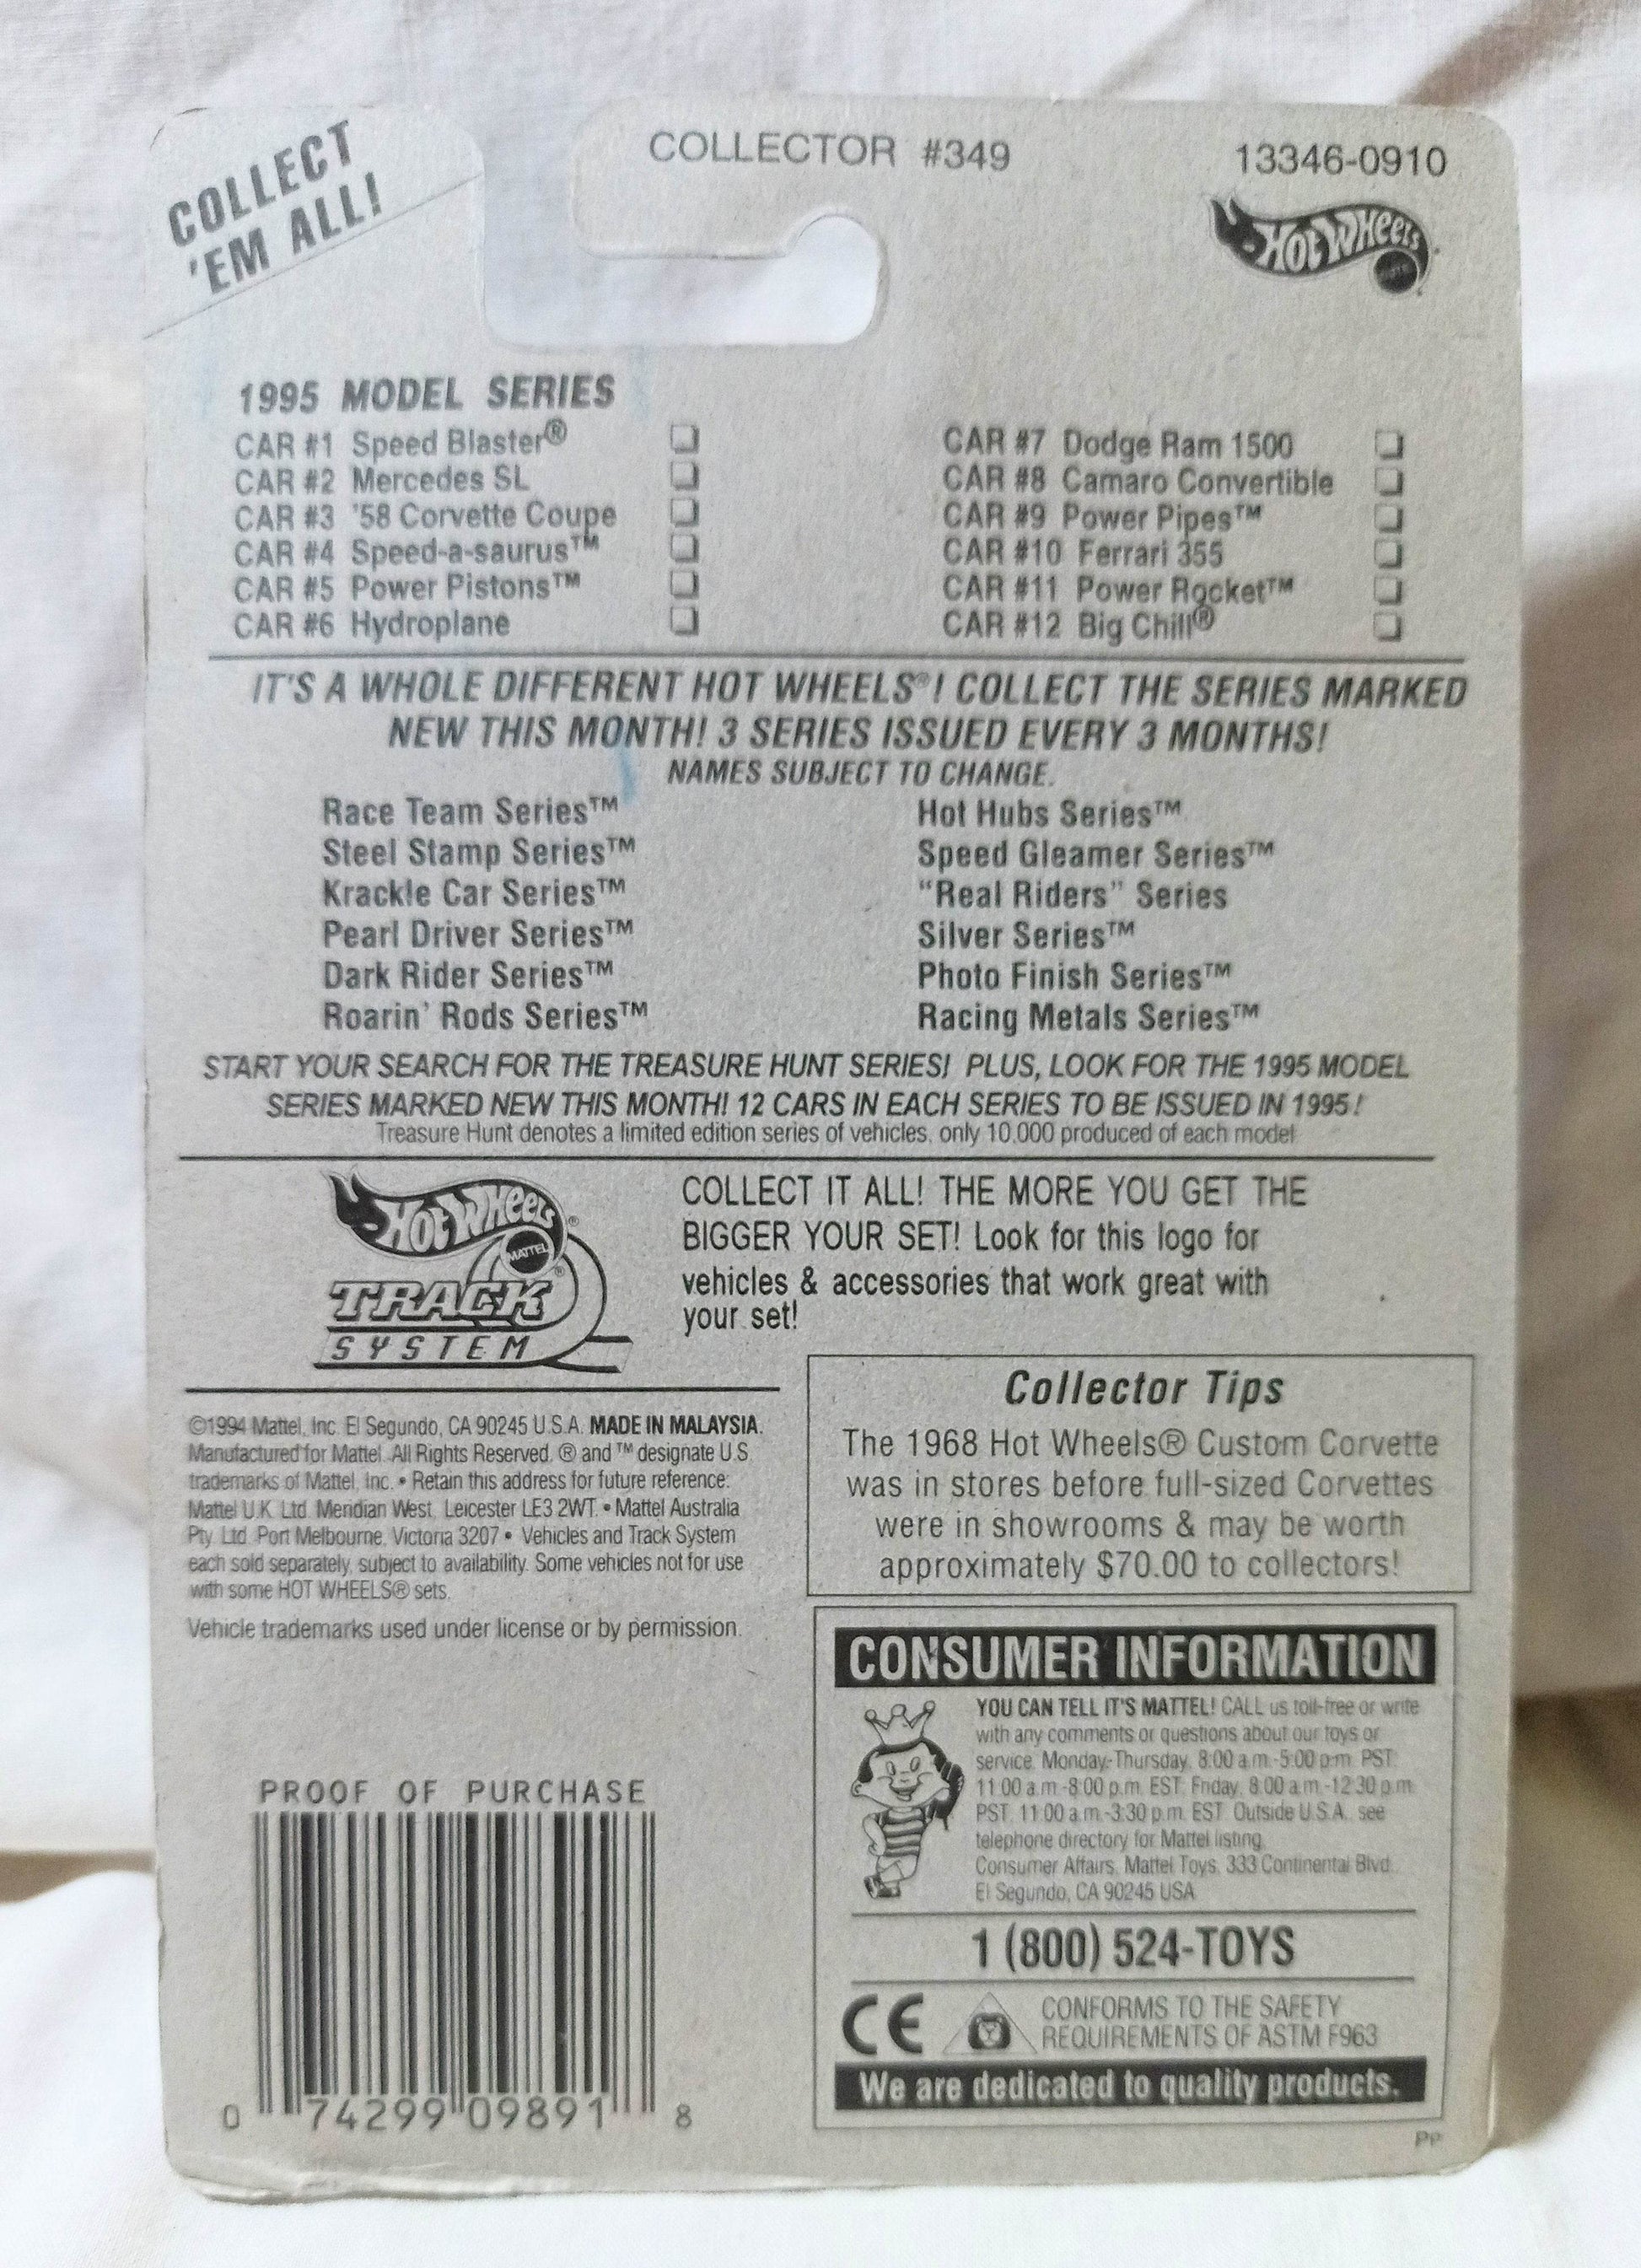 COLLECT
'EM ALL!
COLLECTOR #349
13346-0910
HOT WHEELS
1995 MODEL SERIES
CAR #1 Speed Blaster®
CAR #2 Mercedes SL
CAR #3 '58 Corvette Coupe
CAR #4 Speed-a-saurus™
CAR #5 Power Pistons™
CAR #6 Hydroplane
CAR #7 Dodge Ram 1500
CAR #8 Camaro Convertible
CAR #9 Power Pipes™
CAR #10 Ferrari 355
CAR #11 Power Rocket™
CAR #12 Big Chill®
IT'S A WHOLE DIFFERENT HOT WHEELS®! COLLECT THE SERIES MARKED
NEW THIS MONTH! 3 SERIES ISSUED EVERY 3 MONTHS!
NAMES SUBJECT TO CHANGE.
Race Team Series™
Steel Stamp Series™
Krackle Car Series™
Pearl Driver Series™
Dark Rider Series™
Roarin' Rods Series™
Hot Hubs Series™
Speed Gleamer Series™
"Real Riders" Series
Silver Series™
Photo Finish Series™
Racing Metals Series™
START YOUR SEARCH FOR THE TREASURE HUNT SERIES! PLUS, LOOK FOR THE 1995 MODEL
SERIES MARKED NEW THIS MONTH! 12 CARS IN EACH SERIES TO BE ISSUED IN 1995!
Treasure Hunt denotes a limited edition series of vehicles, only 10,000 produced of each model
HOT WHEELS®
MATTEL®
TRACK
SYSTEM
COLLECT IT ALL! THE MORE YOU GET THE
BIGGER YOUR SET! Look for this logo for
vehicles & accessories that work great with
your set!
©1994 Mattel, Inc. El Segundo, CA 90245 U.S.A. MADE IN MALAYSIA.
Manufactured for Mattel. All Rights Reserved. ® and ™ designate U.S.
trademarks of Mattel, Inc. • Retain this address for future reference:
Mattel U.K. Ltd. Meridian West, Leicester LE3 2WT. • Mattel Australia
Pty. Ltd. Port Melbourne, Victoria 3207 • Vehicles and Track System
each sold separately, subject to availability. Some vehicles not for use
with some HOT WHEELS® sets.
Vehicle trademarks used under license or by permission.
Collector Tips
The 1968 Hot Wheels® Custom Corvette
was in stores before full-sized Corvettes
were in showrooms & may be worth
approximately $70.00 to collectors!
CONSUMER INFORMATION
YOU CAN TELL IT'S MATTEL! CALL us toll-free or write
with any comments or questions about our toys or
service. Monday-Thursday, 8:00 a.m.-5:00 p.m. PST.
11:00 a.m.-8:00 p.m. EST. Friday, 8:00 a.m.-12:30 p.m.
PST, 11:00 a.m.-3:30 p.m. EST. Outside U.S.A., see
telephone directory for Mattel listing.
Consumer Affairs, Mattel Toys, 333 Continental Blvd.,
El Segundo, CA 90245 USA
1 (800) 524-TOYS
CE
CONFORMS TO THE SAFETY
REQUIREMENTS OF ASTM F963
We are dedicated to quality products.
PROOF OF PURCHASE
0 74299 09891 8
PP